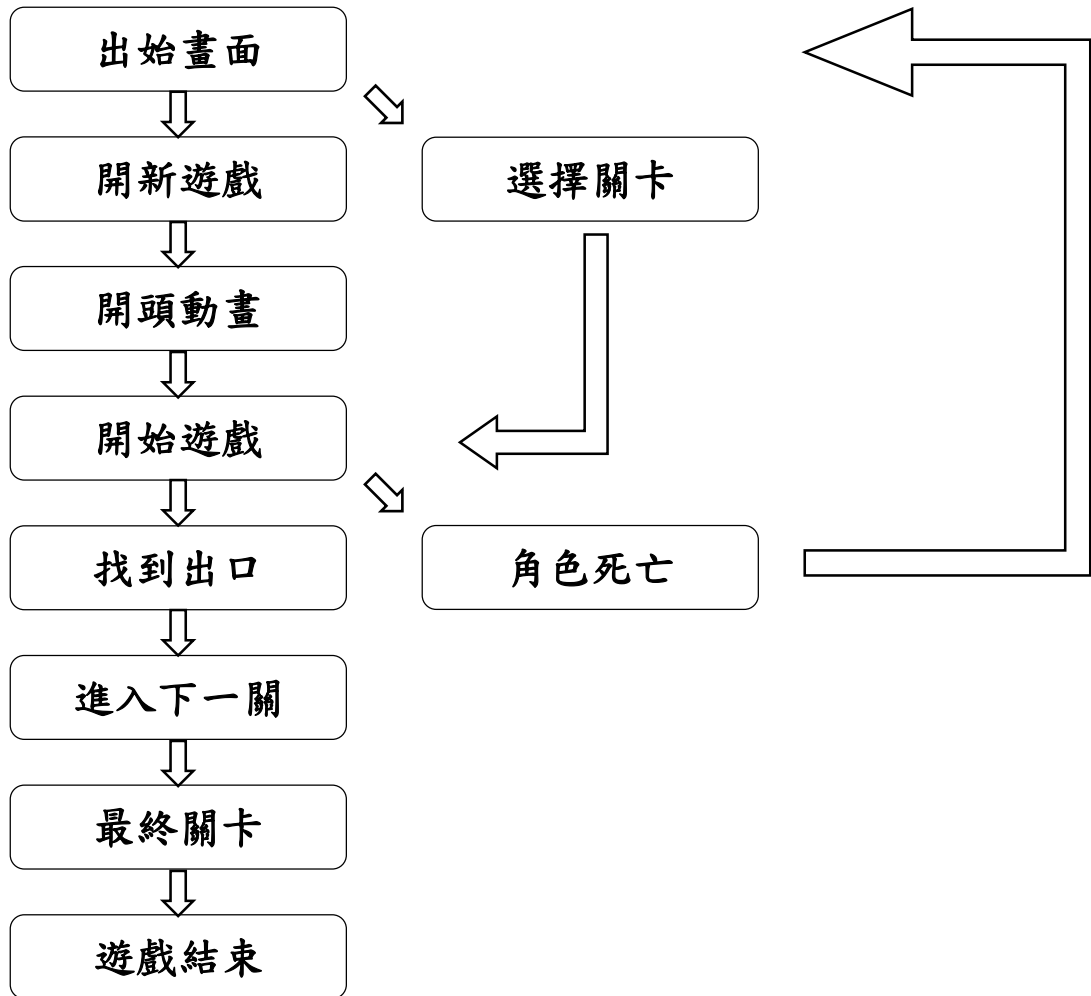 出始畫面
開新遊戲
選擇關卡
開頭動畫
開始遊戲
找到出口
角色死亡
進入下一關
最終關卡
遊戲結束